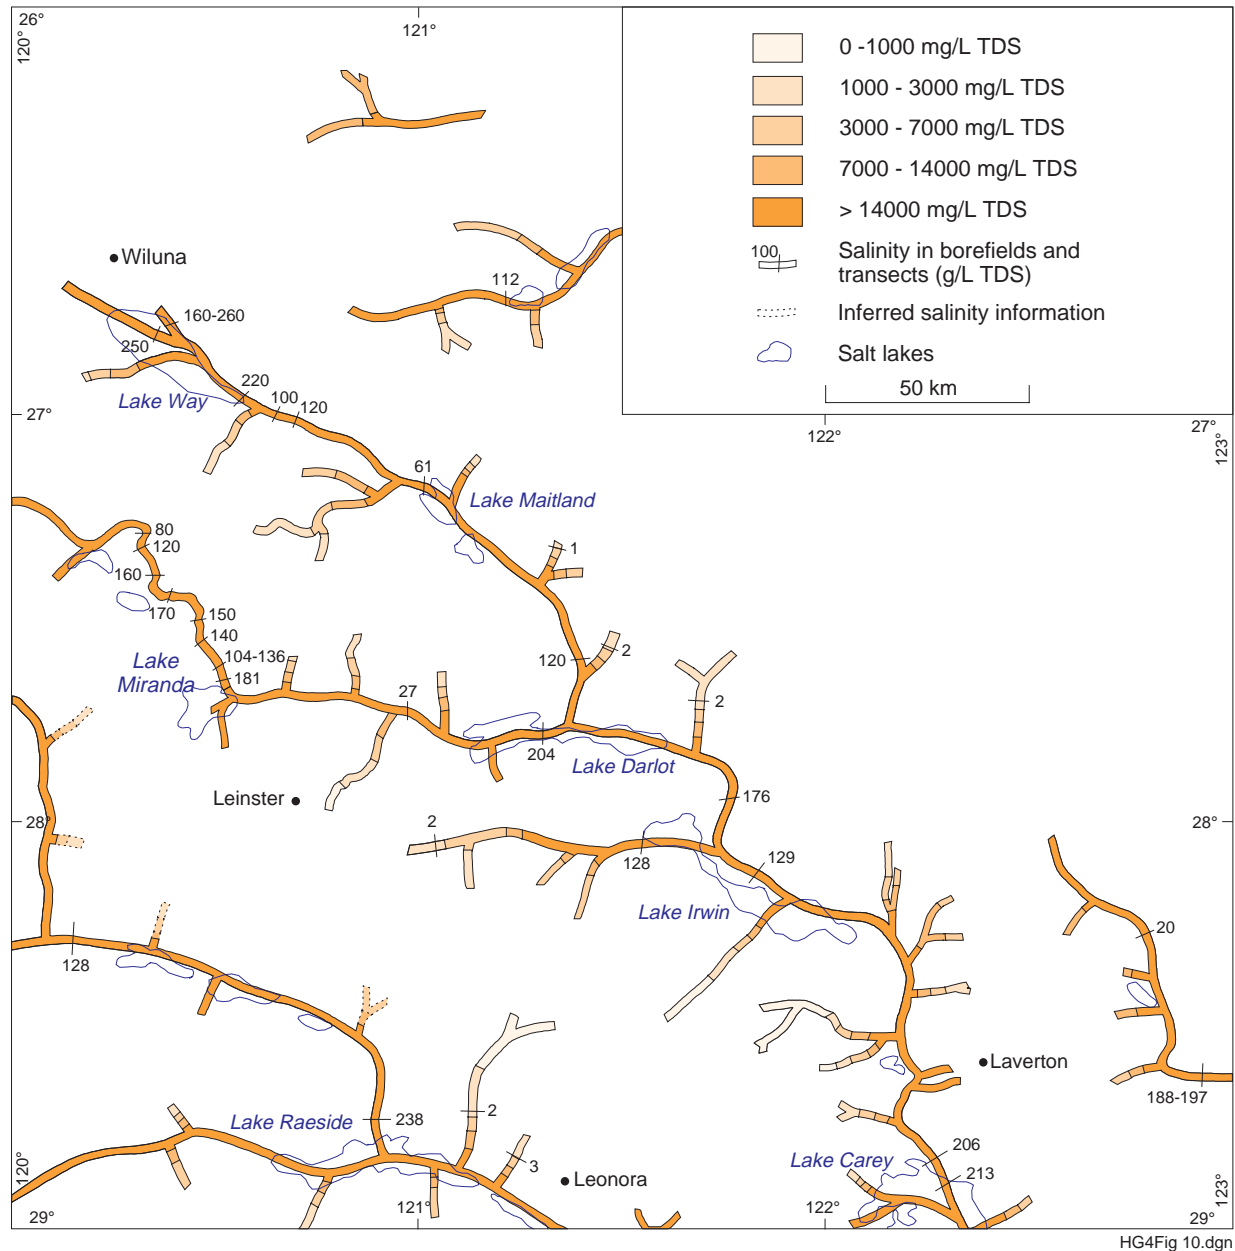 26°
120°
121°
0 -1000 mg/L TDS
1000 - 3000 mg/L TDS
3000 - 7000 mg/L TDS
7000 - 14000 mg/L TDS
> 14000 mg/L TDS
100
Salinity in borefields and
transects (g/L TDS)
Inferred salinity information
Salt lakes
50 km
Wiluna
112
160-260
250
220
Lake Way
100
120
27°
122°
27°
123°
61
Lake Maitland
80
120
1
160
170
150
140
104-136
120
2
Lake
Miranda
181
2
27
204
Lake Darlot
Leinster
176
28°
2
28°
128
129
Lake Irwin
20
128
Laverton
188-197
2
Lake Raeside
238
206
3
Lake Carey
213
Leonora
120°
121°
122°
123°
29°
29°
HG4Fig 10.dgn